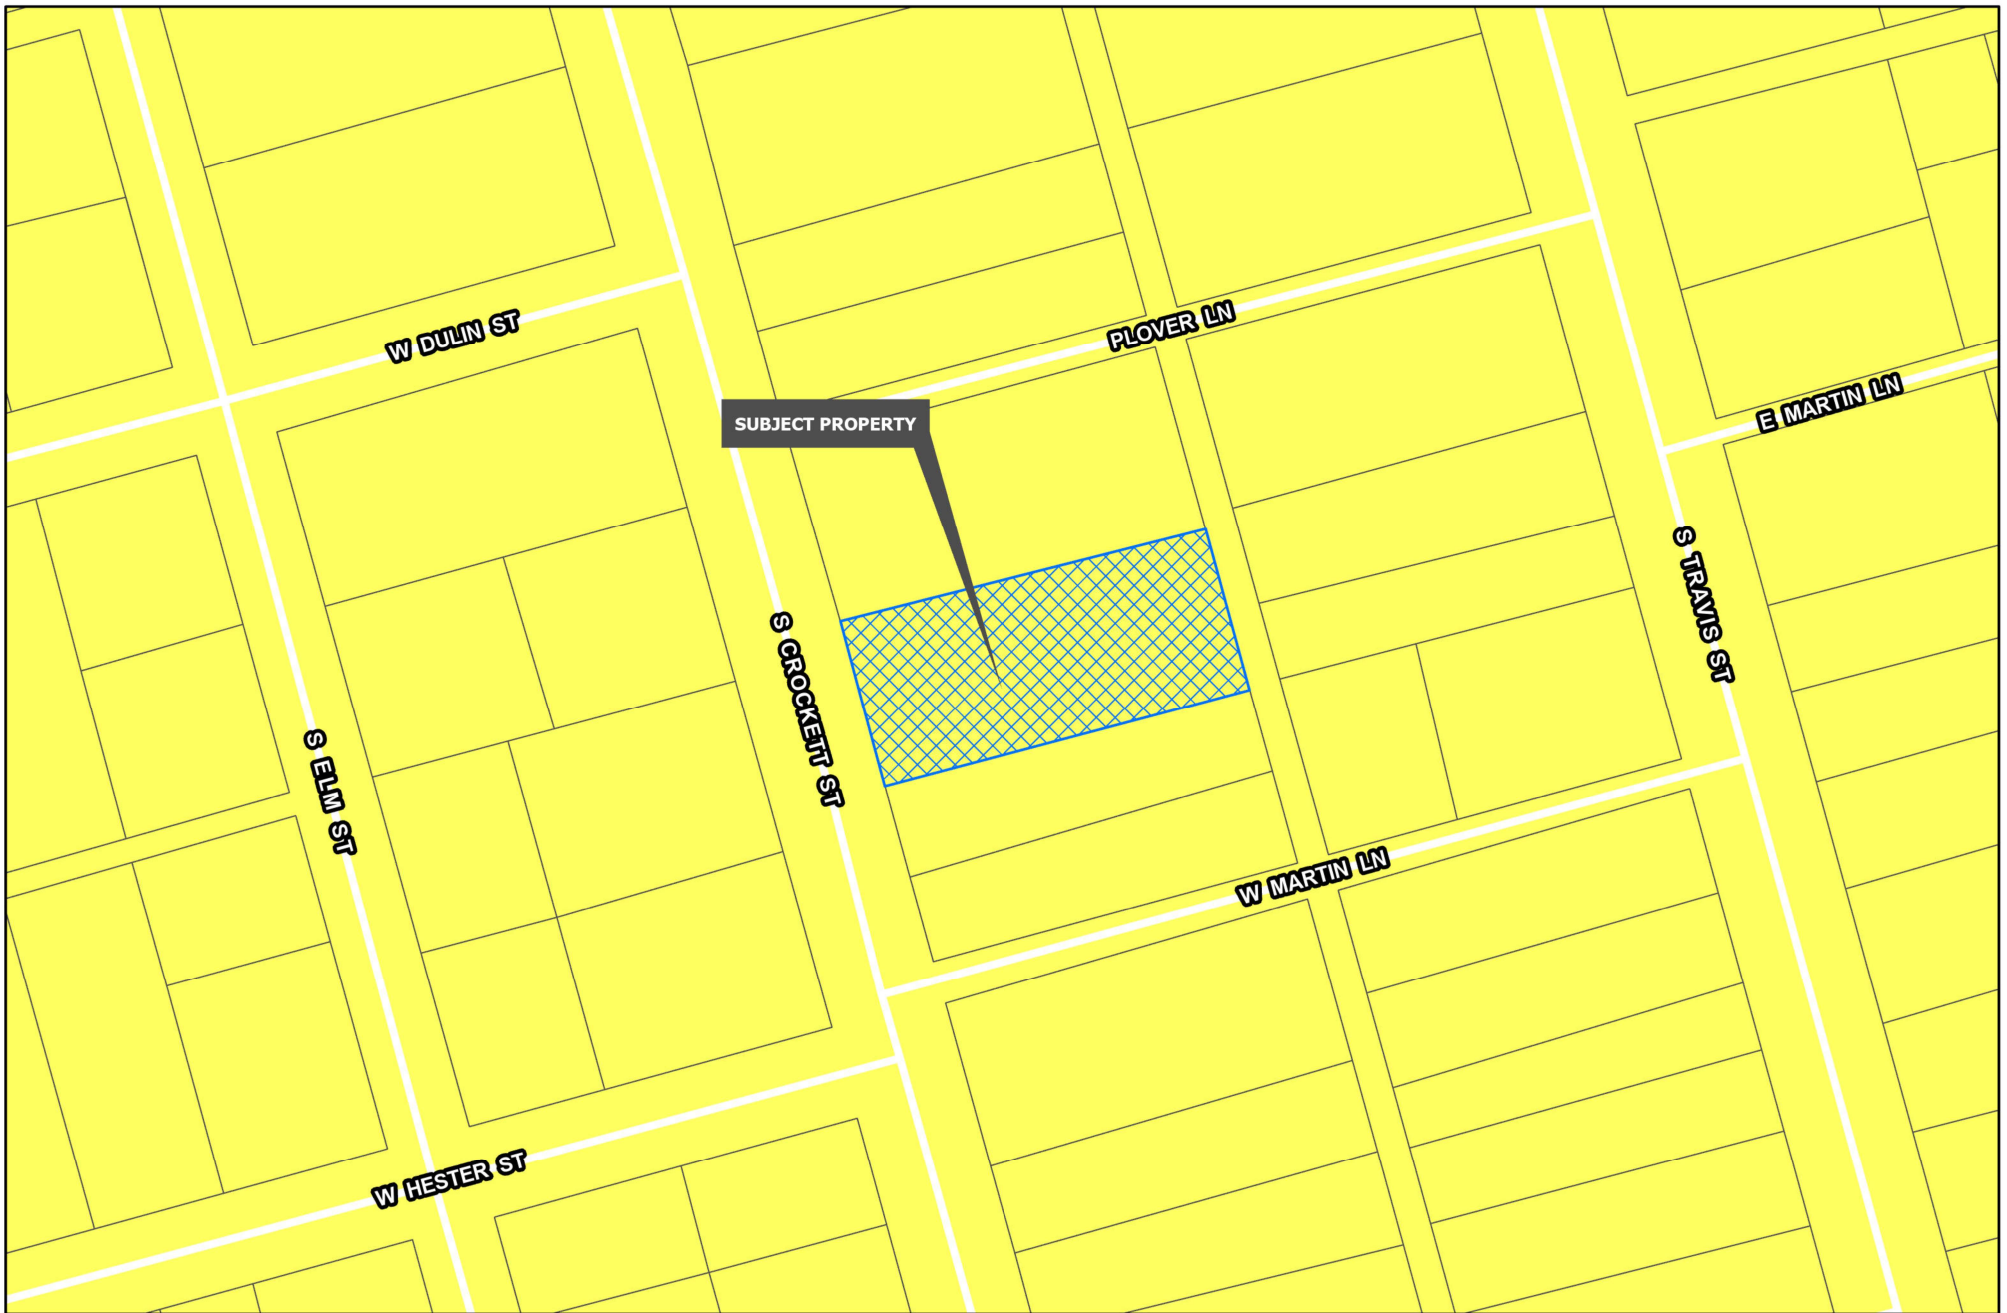 W DULIN ST
PLOVER LN
E MARTIN LN
SUBJECT PROPERTY
S TRAVIS ST
S CROCKETT ST
S ELM ST
W MARTIN LN
W HESTER ST